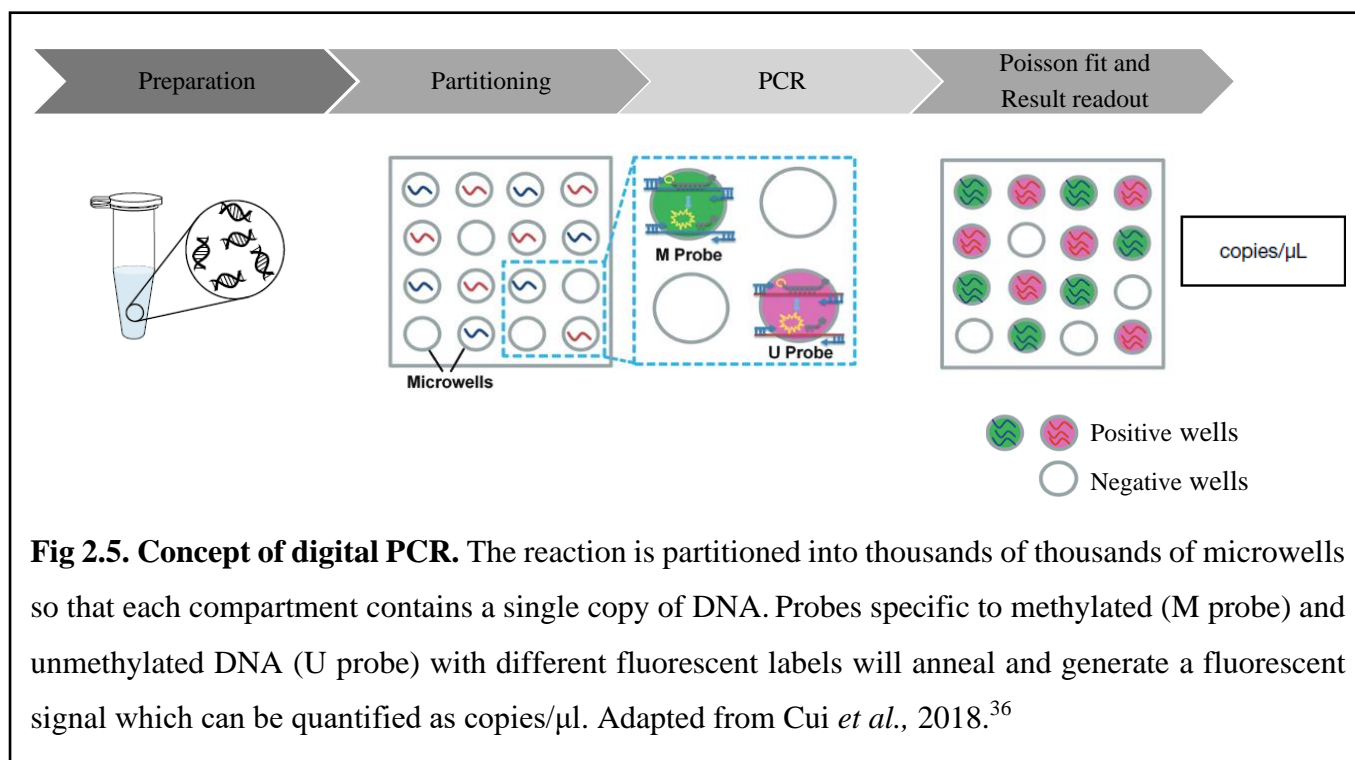 Preparation
Partitioning
PCR
Poisson fit and
Result readout
M Probe
U Probe
Microwells
copies/µL
Positive wells
Negative wells
Fig 2.5. Concept of digital PCR. The reaction is partitioned into thousands of thousands of microwells
so that each compartment contains a single copy of DNA. Probes specific to methylated (M probe) and
unmethylated DNA (U probe) with different fluorescent labels will anneal and generate a fluorescent
signal which can be quantified as copies/µl. Adapted from Cui et al., 2018.36